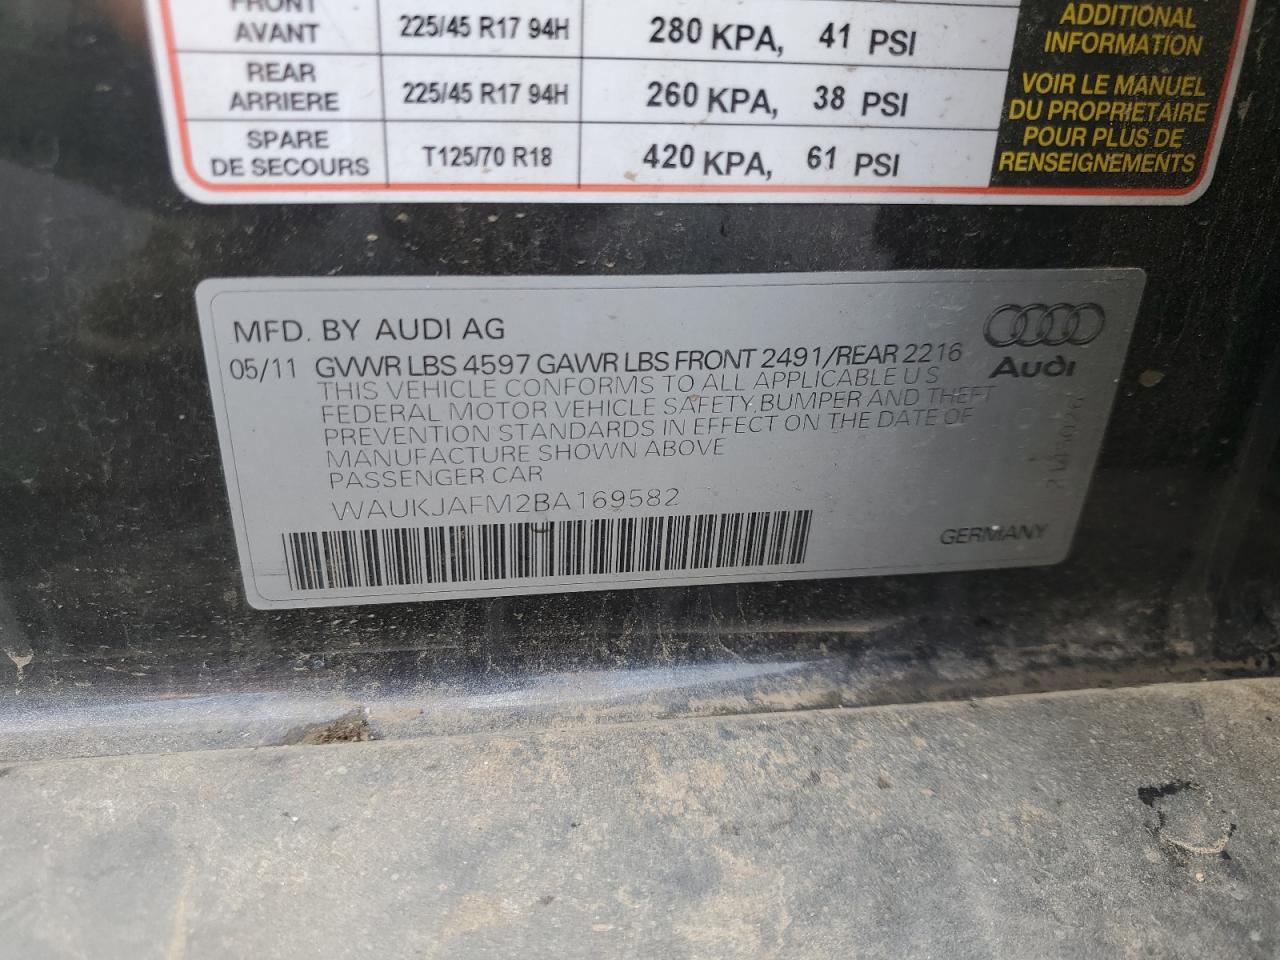 FRONT
AVANT 225/45 R17 94H 280 KPA, 41 PSI
REAR
ARRIERE 225/45 R17 94H 260 KPA, 38 PSI
SPARE
DE SECOURS T125/70 R18 420 KPA, 61 PSI
ADDITIONAL
INFORMATION
VOIR LE MANUEL
DU PROPRIETAIRE
POUR PLUS DE
RENSEIGNEMENTS
MFD. BY AUDI AG
05/11 GVWR LBS 4597 GAWR LBS FRONT 2491/REAR 2216
THIS VEHICLE CONFORMS TO ALL APPLICABLE U S
FEDERAL MOTOR VEHICLE SAFETY,BUMPER AND THEFT
PREVENTION STANDARDS IN EFFECT ON THE DATE OF
MANUFACTURE SHOWN ABOVE
PASSENGER CAR
WAUKJAFM2BA169582
Audi
GERMANY